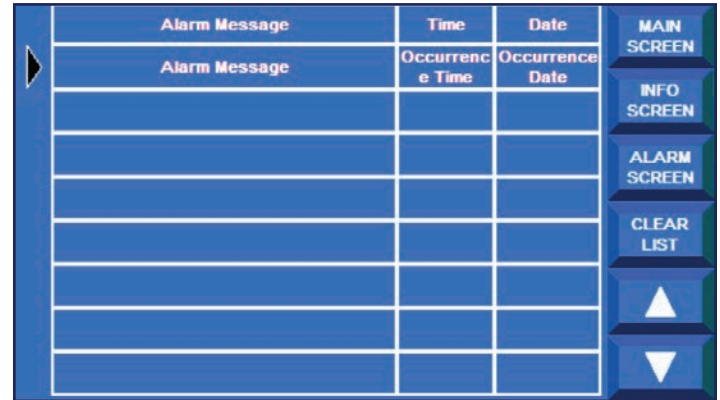 Alarm Message Time Date
Alarm Message Occurrenc Occurrence
e Time Date
MAIN
SCREEN
INFO
SCREEN
ALARM
SCREEN
CLEAR
LIST